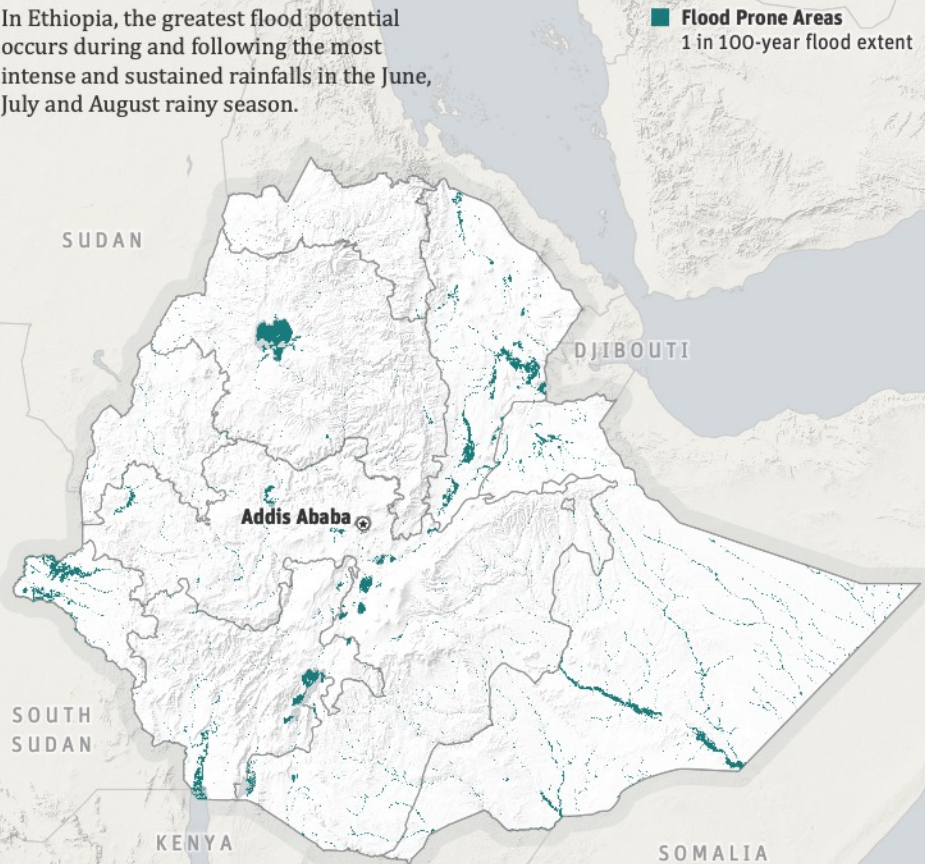 In Ethiopia, the greatest flood potential
occurs during and following the most
intense and sustained rainfalls in the June,
July and August rainy season.
Flood Prone Areas
1 in 100-year flood extent
SUDAN
DJIBOUTI
Addis Ababa
SOUTH
SUDAN
KENYA
SOMALIA